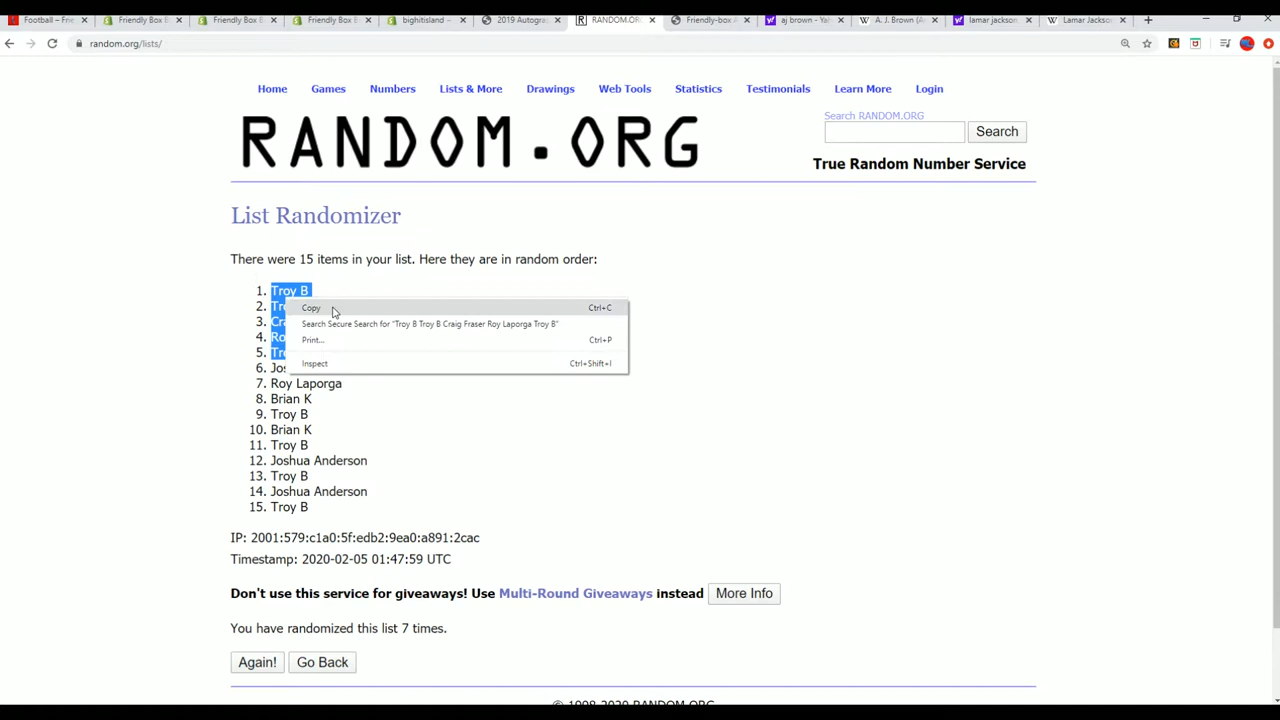 Football – Frie
Friendly Box B
Friendly Box B
Friendly Box B
bighitisland –
2019 Autogra
RANDOM.OR
Friendly-box A
aj brown - Yah
A. J. Brown (A
lamar jackson
Lamar Jackso
random.org/lists/
Home Games Numbers Lists & More Drawings Web Tools Statistics Testimonials Learn More Login
RANDOM.ORG
Search RANDOM.ORG
Search
True Random Number Service
List Randomizer
There were 15 items in your list. Here they are in random order:
1. Troy B
2. Tr
3. Cr
4. Ro
5. Tr
6. Jos
7. Roy Laporga
8. Brian K
9. Troy B
10. Brian K
11. Troy B
12. Joshua Anderson
13. Troy B
14. Joshua Anderson
15. Troy B
Copy Ctrl+C
Search Secure Search for "Troy B Troy B Craig Fraser Roy Laporga Troy B"
Print... Ctrl+P
Inspect Ctrl+Shift+I
IP: 2001:579:c1a0:5f:edb2:9ea0:a891:2cac
Timestamp: 2020-02-05 01:47:59 UTC
Don't use this service for giveaways! Use Multi-Round Giveaways instead More Info
You have randomized this list 7 times.
Again! Go Back
© 1998-2020 RANDOM.ORG